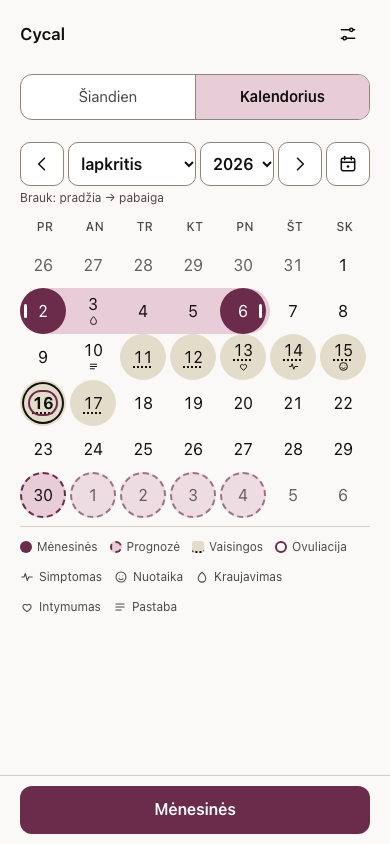 Cycal
Šiandien Kalendorius
lapkritis 2026
Brauk: pradžia → pabaiga
PR AN TR KT PN ŠT SK
26 27 28 29 30 31 1
2 3 4 5 6 7 8
9 10 11 12 13 14 15
16 17 18 19 20 21 22
23 24 25 26 27 28 29
30 1 2 3 4 5 6
Mėnesinės Prognozė Vaisingos Ovuliacija
Simptomas Nuotaika Kraujavimas
Intymumas Pastaba
Mėnesinės